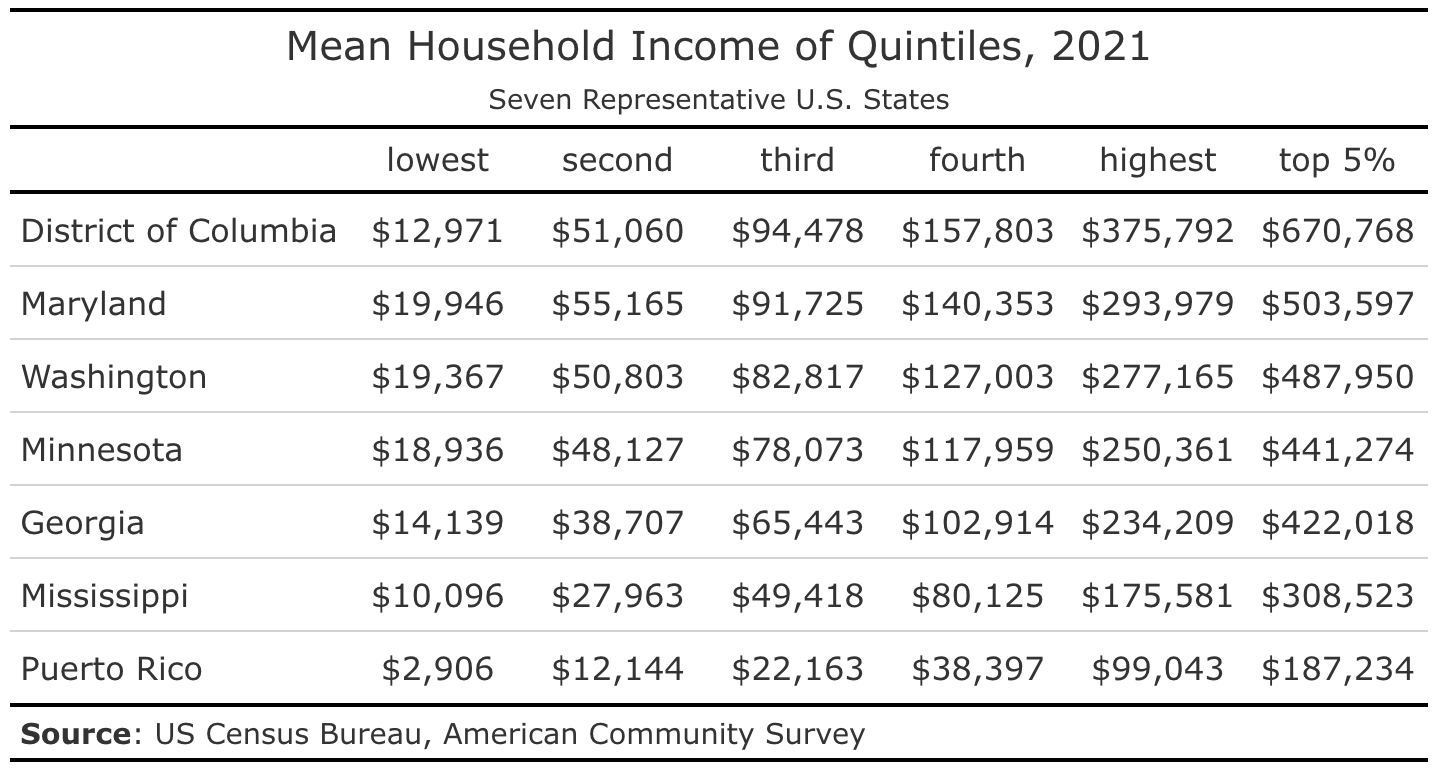 Mean Household Income of Quintiles, 2021
Seven Representative U.S. States
lowest second third fourth highest top 5%
District of Columbia $12,971 $51,060 $94,478 $157,803 $375,792 $670,768
Maryland $19,946 $55,165 $91,725 $140,353 $293,979 $503,597
Washington $19,367 $50,803 $82,817 $127,003 $277,165 $487,950
Minnesota $18,936 $48,127 $78,073 $117,959 $250,361 $441,274
Georgia $14,139 $38,707 $65,443 $102,914 $234,209 $422,018
Mississippi $10,096 $27,963 $49,418 $80,125 $175,581 $308,523
Puerto Rico $2,906 $12,144 $22,163 $38,397 $99,043 $187,234
Source: US Census Bureau, American Community Survey